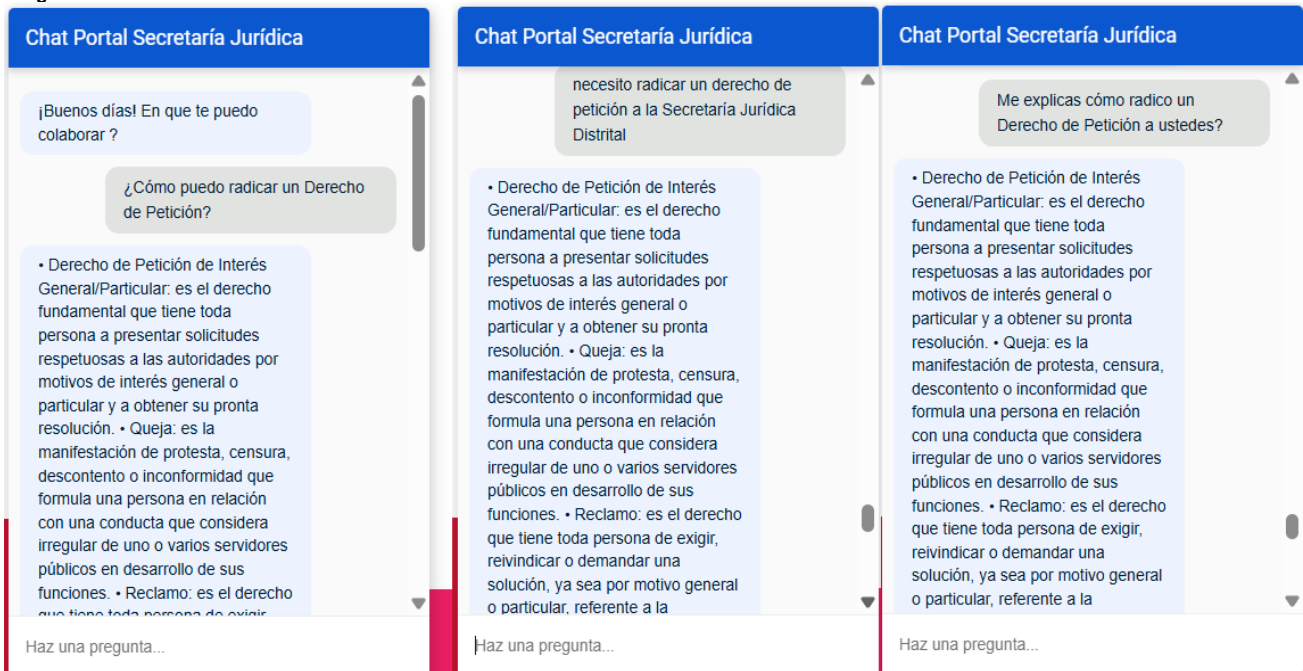 Chat Portal Secretaría Jurídica
¡Buenos días! En que te puedo
colaborar ?
¿Cómo puedo radicar un Derecho
de Petición?
• Derecho de Petición de Interés
General/Particular: es el derecho
fundamental que tiene toda
persona a presentar solicitudes
respetuosas a las autoridades por
motivos de interés general o
particular y a obtener su pronta
resolución. • Queja: es la
manifestación de protesta, censura,
descontento o inconformidad que
formula una persona en relación
con una conducta que considera
irregular de uno o varios servidores
públicos en desarrollo de sus
funciones. • Reclamo: es el derecho
que tiene toda persona de exigir,
Haz una pregunta...
Chat Portal Secretaría Jurídica
necesito radicar un derecho de
petición a la Secretaría Jurídica
Distrital
• Derecho de Petición de Interés
General/Particular: es el derecho
fundamental que tiene toda
persona a presentar solicitudes
respetuosas a las autoridades por
motivos de interés general o
particular y a obtener su pronta
resolución. • Queja: es la
manifestación de protesta, censura,
descontento o inconformidad que
formula una persona en relación
con una conducta que considera
irregular de uno o varios servidores
públicos en desarrollo de sus
funciones. • Reclamo: es el derecho
que tiene toda persona de exigir,
reivindicar o demandar una
solución, ya sea por motivo general
o particular, referente a la
Haz una pregunta...
Chat Portal Secretaría Jurídica
Me explicas cómo radico un
Derecho de Petición a ustedes?
• Derecho de Petición de Interés
General/Particular: es el derecho
fundamental que tiene toda
persona a presentar solicitudes
respetuosas a las autoridades por
motivos de interés general o
particular y a obtener su pronta
resolución. • Queja: es la
manifestación de protesta, censura,
descontento o inconformidad que
formula una persona en relación
con una conducta que considera
irregular de uno o varios servidores
públicos en desarrollo de sus
funciones. • Reclamo: es el derecho
que tiene toda persona de exigir,
reivindicar o demandar una
solución, ya sea por motivo general
o particular, referente a la
Haz una pregunta...